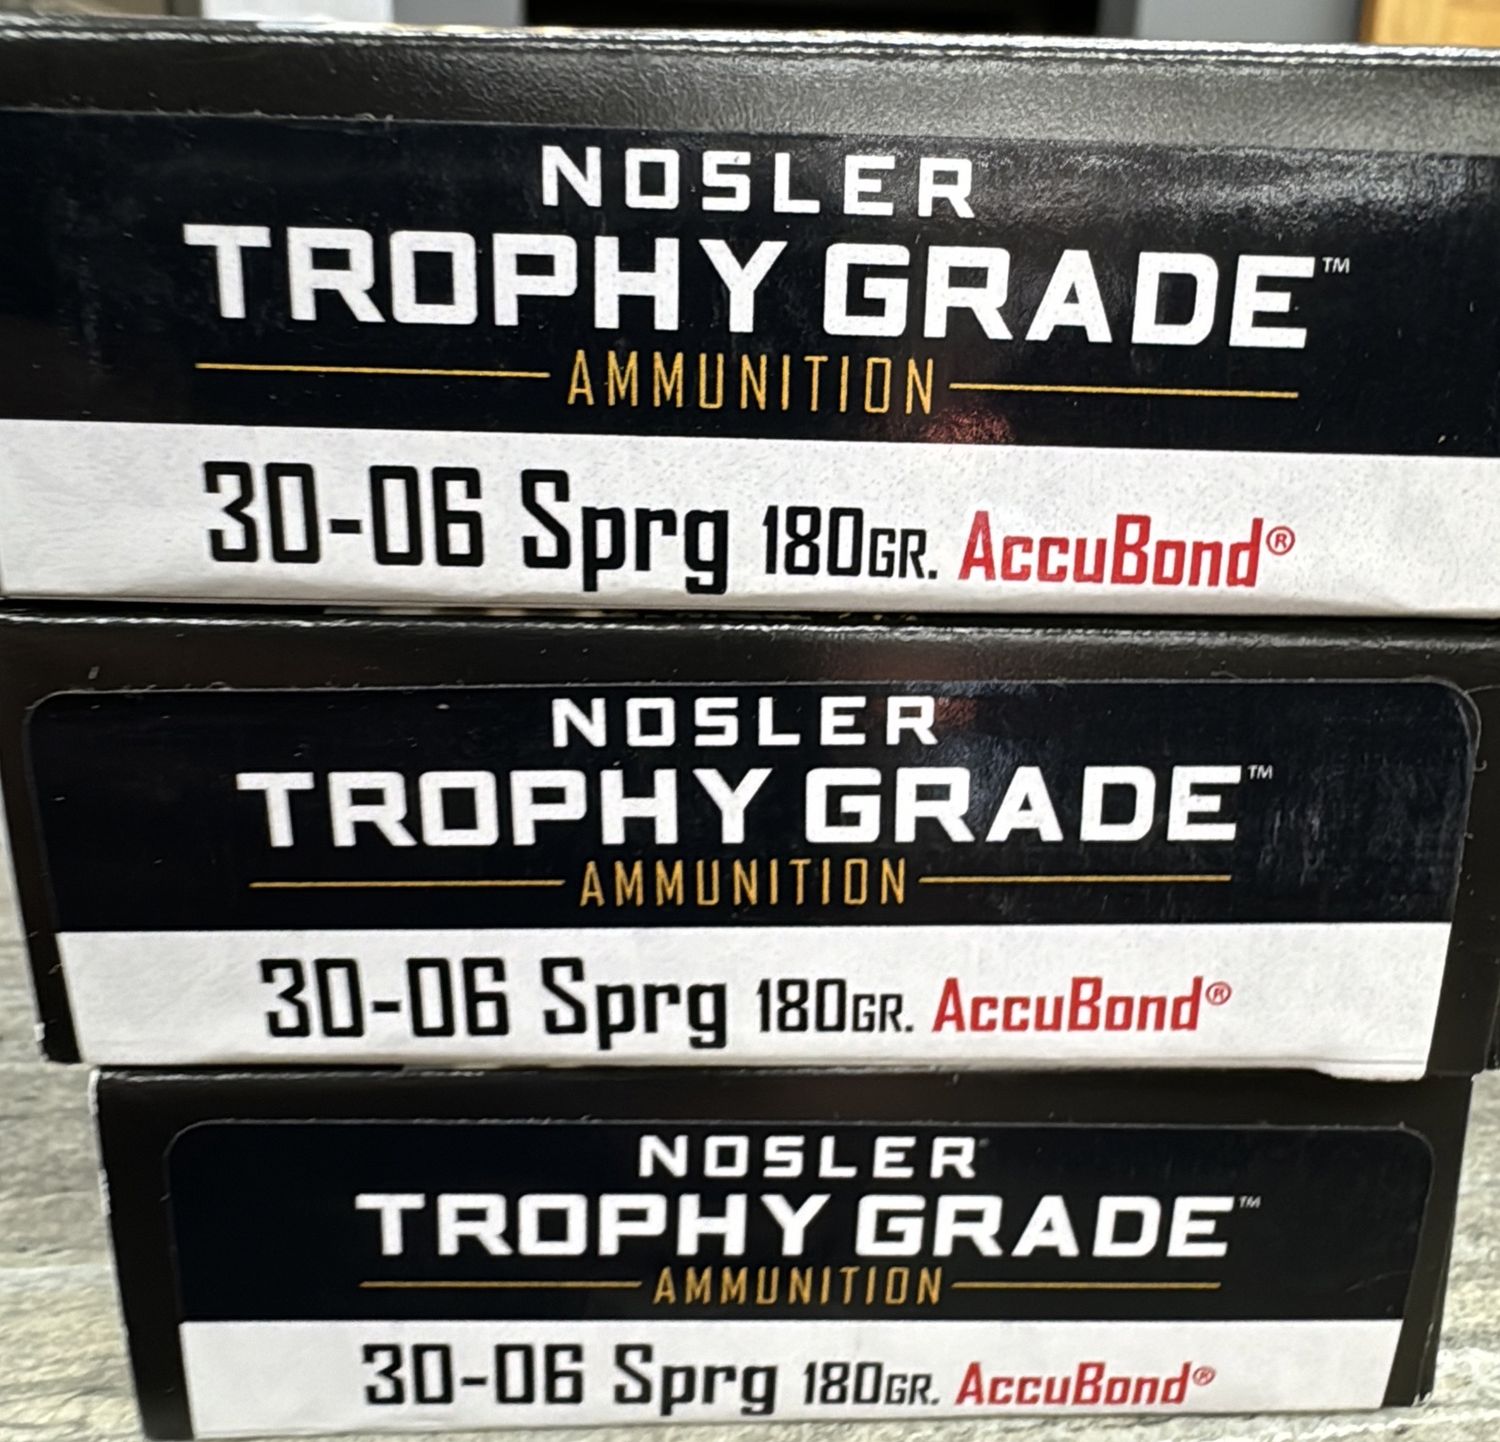 NOSLER
TROPHY GRADE™
AMMUNITION
30-06 Sprg 180GR. AccuBond®
NOSLER
TROPHY GRADE™
AMMUNITION
30-06 Sprg 180GR. AccuBond®
NOSLER
TROPHY GRADE™
AMMUNITION
30-06 Sprg 180GR. AccuBond®